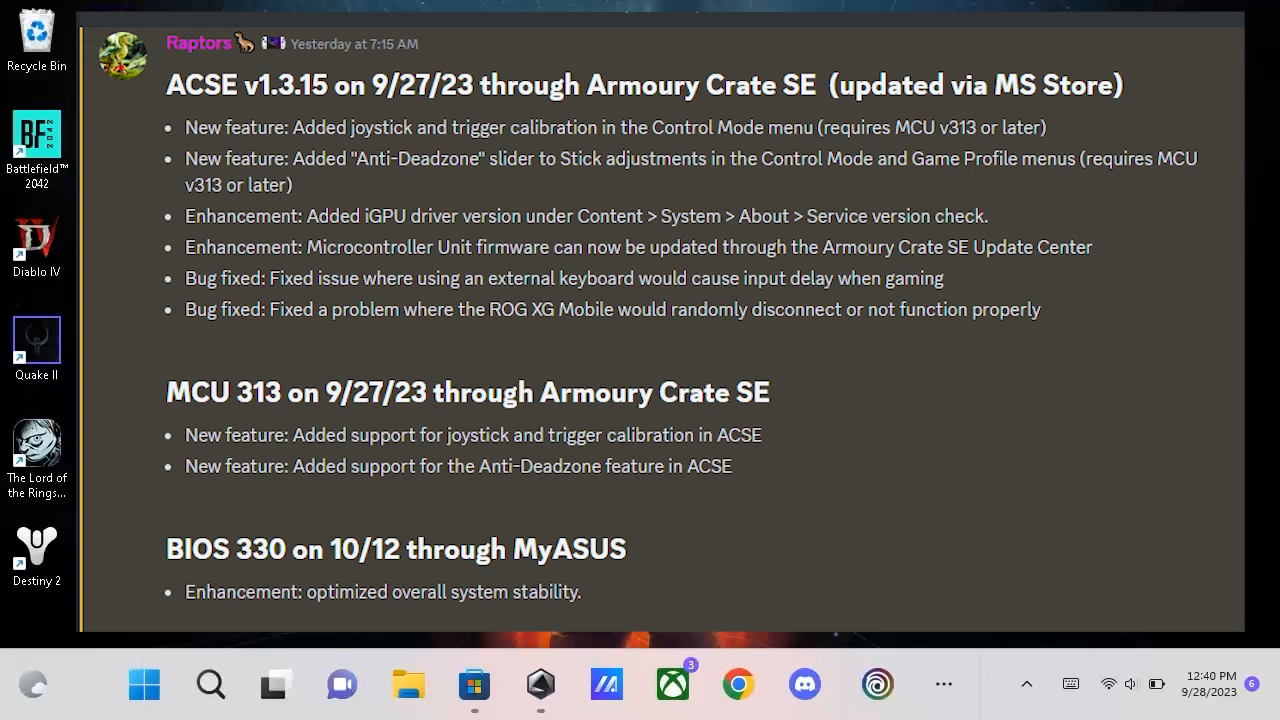 Recycle Bin
BF
2042
Battlefield™
2042
Diablo IV
Quake II
The Lord of
the Rings...
Destiny 2
Raptors Yesterday at 7:15 AM
ACSE v1.3.15 on 9/27/23 through Armoury Crate SE (updated via MS Store)
• New feature: Added joystick and trigger calibration in the Control Mode menu (requires MCU v313 or later)
• New feature: Added "Anti-Deadzone" slider to Stick adjustments in the Control Mode and Game Profile menus (requires MCU
v313 or later)
• Enhancement: Added iGPU driver version under Content > System > About > Service version check.
• Enhancement: Microcontroller Unit firmware can now be updated through the Armoury Crate SE Update Center
• Bug fixed: Fixed issue where using an external keyboard would cause input delay when gaming
• Bug fixed: Fixed a problem where the ROG XG Mobile would randomly disconnect or not function properly
MCU 313 on 9/27/23 through Armoury Crate SE
• New feature: Added support for joystick and trigger calibration in ACSE
• New feature: Added support for the Anti-Deadzone feature in ACSE
BIOS 330 on 10/12 through MyASUS
• Enhancement: optimized overall system stability.
3
12:40 PM
9/28/2023
6